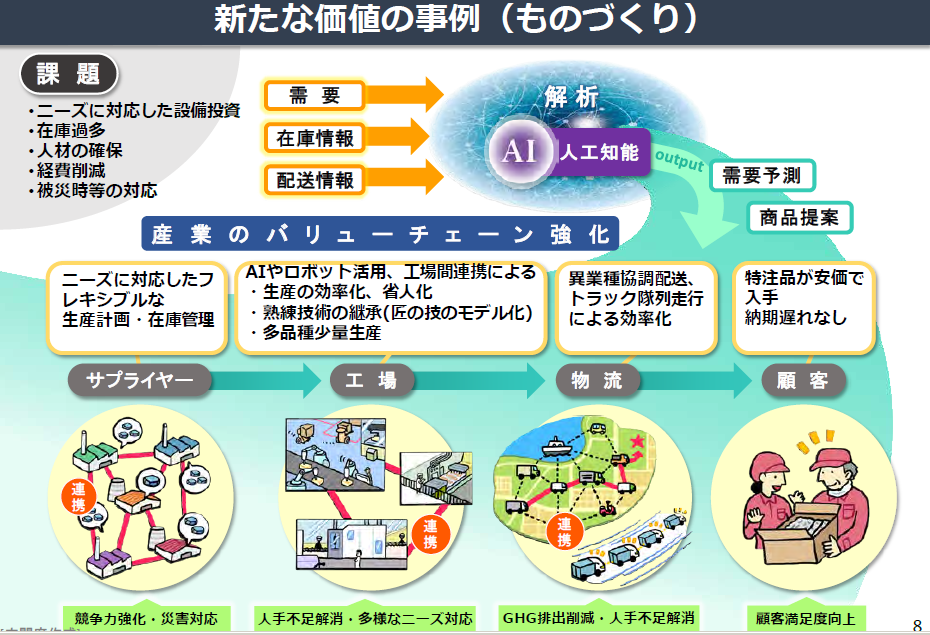 新たな価値の事例（ものづくり）
課 題
・ニーズに対応した設備投資
・在庫過多
・人材の確保
・経費削減
・被災時等の対応
需 要
在庫情報
配送情報
解析
AI 人工知能
output
需要予測
商品提案
産業のバリューチェーン強化
ニーズに対応したフ
レキシブルな
生産計画・在庫管理
AIやロボット活用、工場間連携による
・生産の効率化、省人化
・熟練技術の継承(匠の技のモデル化)
・多品種少量生産
異業種協調配送、
トラック隊列走行
による効率化
特注品が安価で
入手
納期遅れなし
サプライヤー
工 場
物 流
顧 客
連
携
連
携
連
携
競争力強化・災害対応
人手不足解消・多様なニーズ対応
GHG排出削減・人手不足解消
顧客満足度向上
8